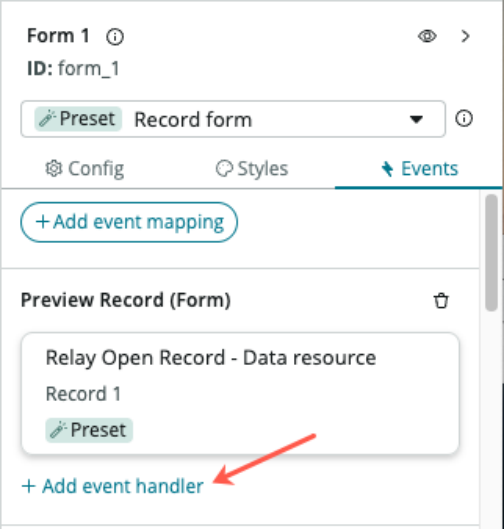 Form 1
ID: form_1
Preset Record form
Config Styles Events
+ Add event mapping
Preview Record (Form)
Relay Open Record - Data resource
Record 1
Preset
+ Add event handler